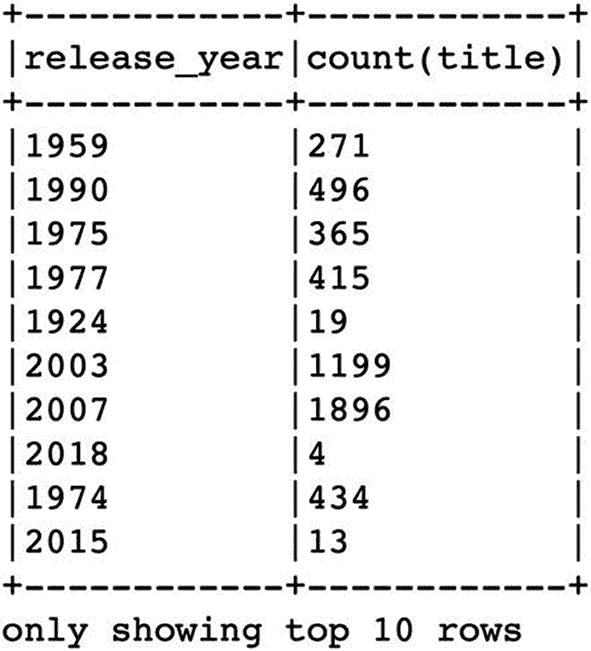 +------------+------------+
|release_year|count(title)|
+------------+------------+
|1959        |271         |
|1990        |496         |
|1975        |365         |
|1977        |415         |
|1924        |19          |
|2003        |1199        |
|2007        |1896        |
|2018        |4           |
|1974        |434         |
|2015        |13          |
+------------+------------+
only showing top 10 rows